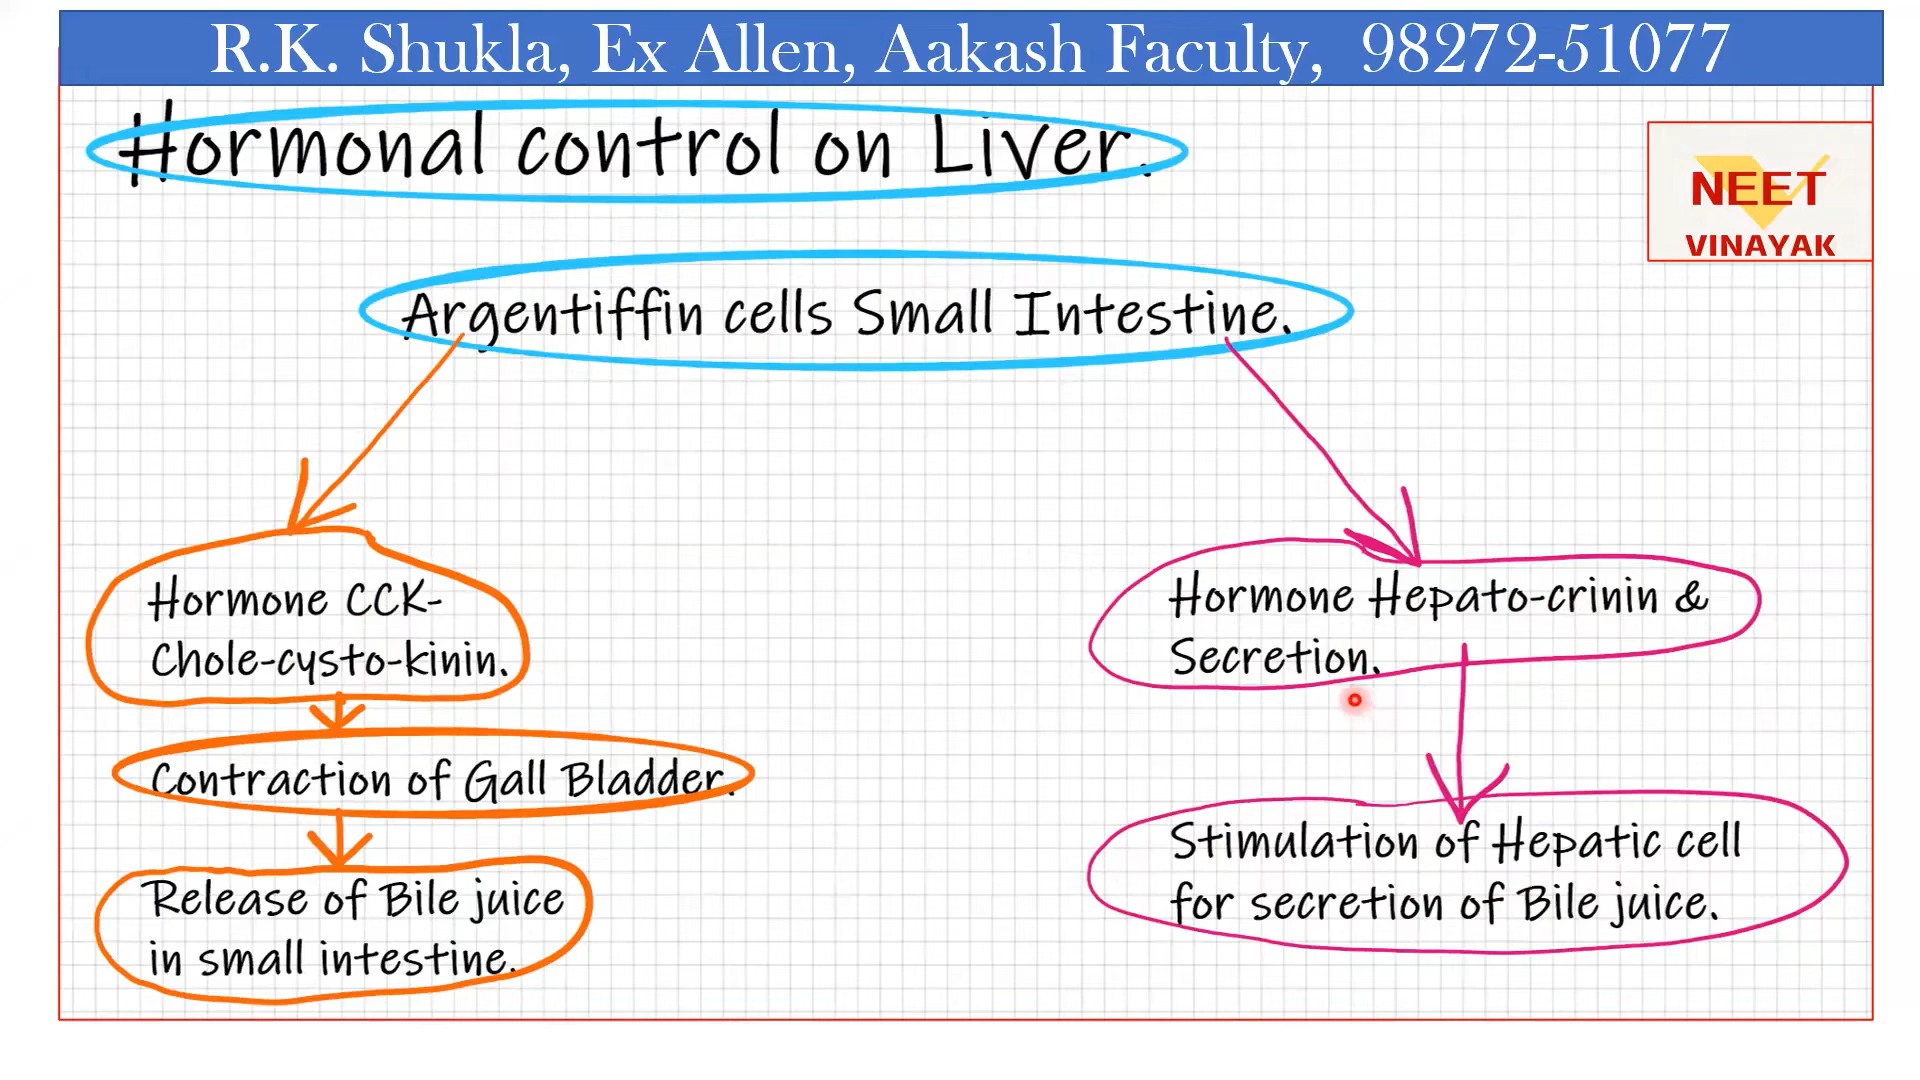 R.K. Shukla, Ex Allen, Aakash Faculty, 98272-51077
Hormonal control on Liver.
NEET
VINAYAK
Argentiffin cells Small Intestine.
Hormone CCK-
Chole-cysto-kinin.
Contraction of Gall Bladder.
Release of Bile juice
in small intestine.
Hormone Hepato-crinin &
Secretion.
Stimulation of Hepatic cell
for secretion of Bile juice.